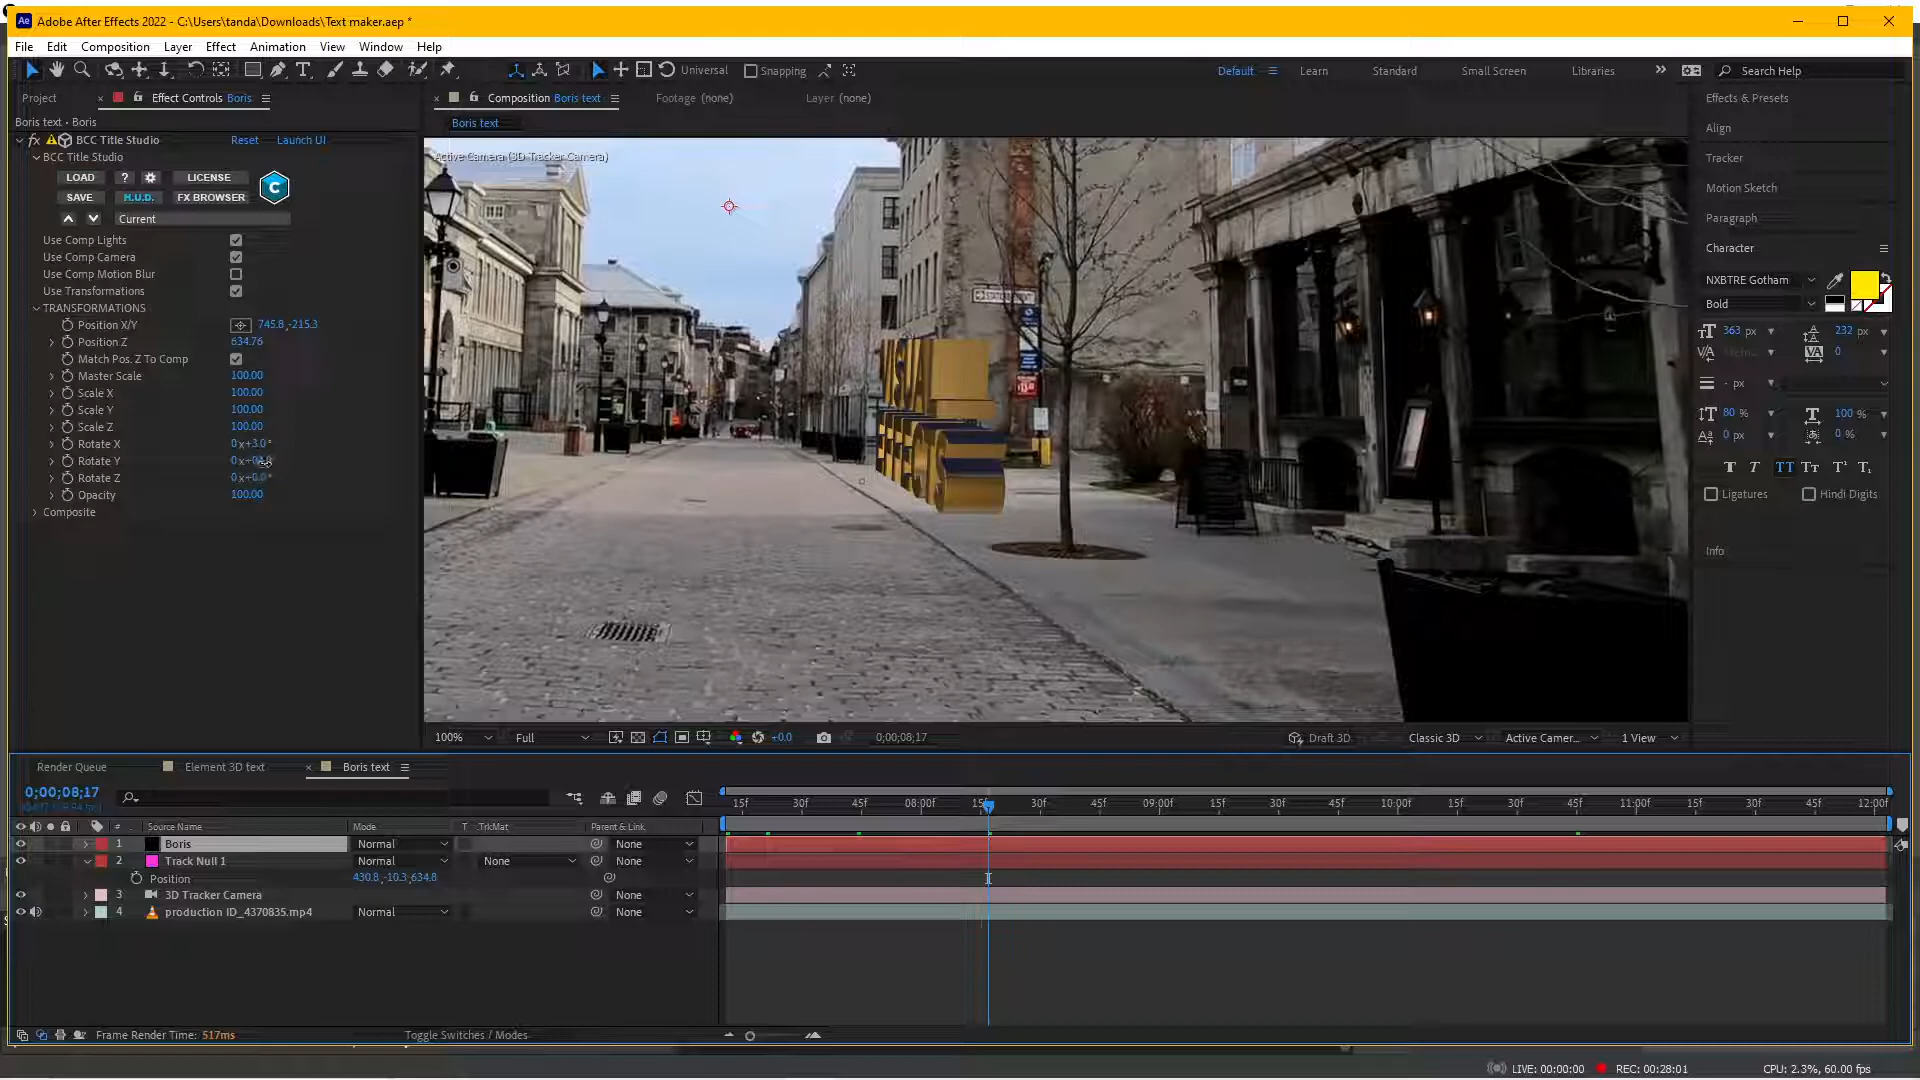 Adobe After Effects 2022 - C:\Users\tanda\Downloads\Text maker.aep *
File Edit Composition Layer Effect Animation View Window Help
Universal Snapping Default Learn Standard Small Screen Libraries Search Help
Project Effect Controls Boris Composition Boris text Footage (none) Layer (none) Effects & Presets
Boris text • Boris Boris text
Align
BCC Title Studio Reset Launch UI
Active Camera (3D Tracker Camera)
BCC Title Studio
Tracker
LOAD ? LICENSE
SAVE H.U.D. FX BROWSER
Motion Sketch
Current
Paragraph
Use Comp Lights
Character
Use Comp Camera
Use Comp Motion Blur
NXBTRE Gotham
Use Transformations
Bold
TRANSFORMATIONS
Position X/Y 745.8,-215.3
363 px 232 px
Position Z 634.76
0
Match Pos. Z To Comp
Master Scale 100.00
- px
Scale X 100.00
Scale Y 100.00
80 % 100 %
Scale Z 100.00
0 px 0 %
Rotate X 0x+3.0°
Rotate Y
Rotate Z 0x+0.0°
T T TT Tт T¹ T₁
Opacity 100.00
Ligatures Hindi Digits
Composite
Info
100% Full +0.0 0;00;08;17 Draft 3D Classic 3D Active Camer... 1 View
Render Queue Element 3D text Boris text
0;00;08;17
15f 30f 45f 08:00f 15f 30f 45f 09:00f 15f 30f 45f 10:00f 15f 30f 45f 11:00f 15f 30f 45f 12:00f
# Source Name Mode T .TrkMat Parent & Link
1 Boris Normal None
2 Track Null 1 Normal None None
Position 430.8,-10.3,634.8
3 3D Tracker Camera None
4 production ID_4370835.mp4 Normal None
Frame Render Time: 517ms Toggle Switches / Modes
LIVE: 00:00:00 REC: 00:28:01 CPU: 2.3%, 60.00 fps